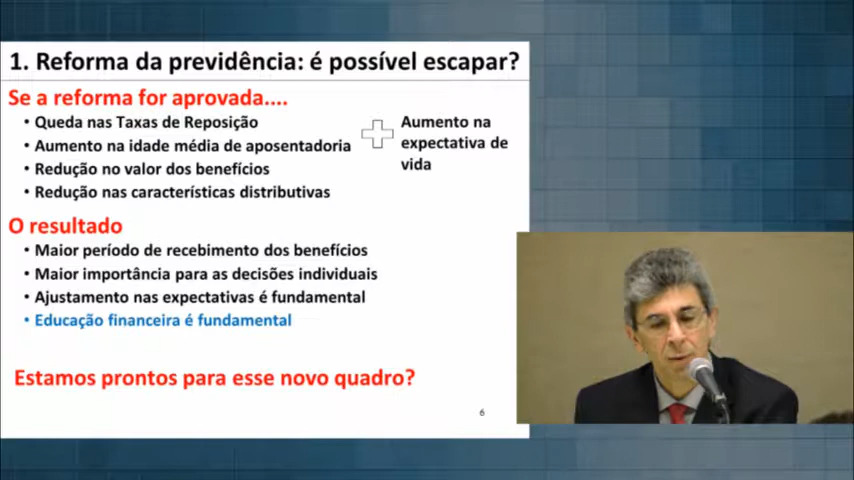 1. Reforma da previdência: é possível escapar?
Se a reforma for aprovada....
• Queda nas Taxas de Reposição
• Aumento na idade média de aposentadoria
• Redução no valor dos benefícios
• Redução nas características distributivas
Aumento na
expectativa de
vida
O resultado
• Maior período de recebimento dos benefícios
• Maior importância para as decisões individuais
• Ajustamento nas expectativas é fundamental
• Educação financeira é fundamental
Estamos prontos para esse novo quadro?
6